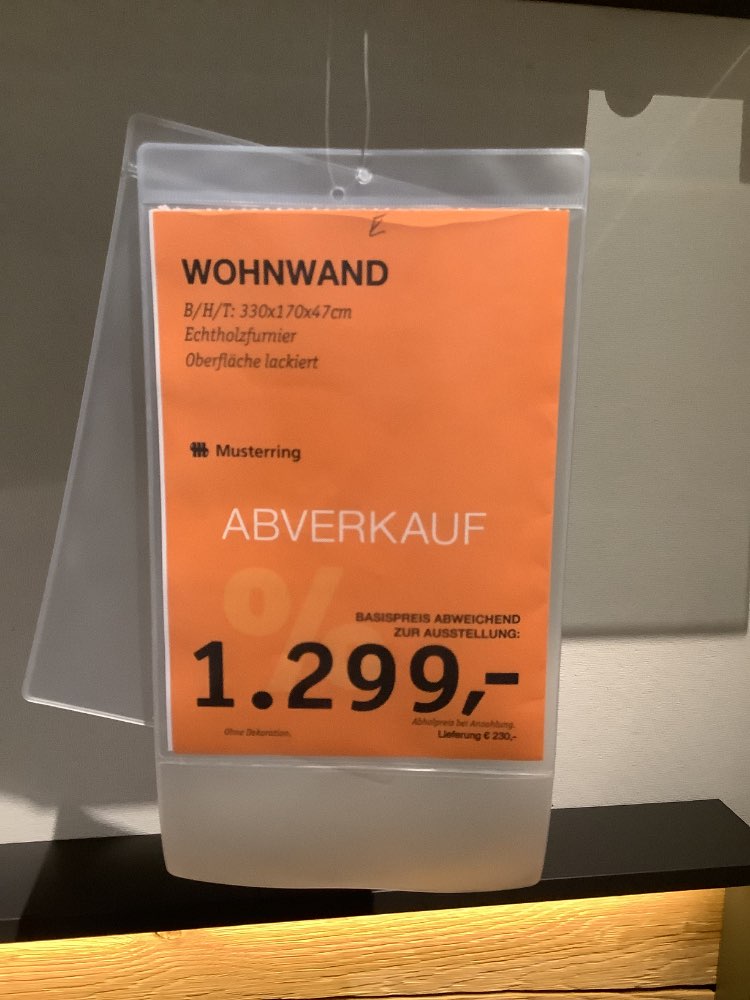 E
WOHNWAND
B/H/T: 330x170x47cm
Echtholzfurnier
Oberfläche lackiert
Musterring
ABVERKAUF
%
BASISPREIS ABWEICHEND
ZUR AUSSTELLUNG:
1.299,-
Abholpreis bei Anzahlung.
Ohne Dekoration.
Lieferung € 230,-